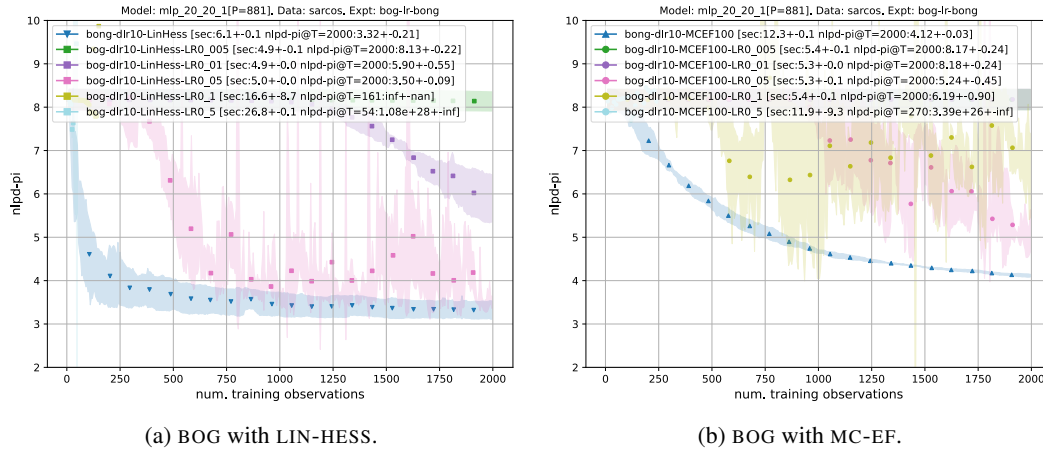 Model: mlp_20_20_1[P=881]. Data: sarcos. Expt: bog-lr-bong
bong-dlr10-LinHess [sec:6.1+-0.1 nlpd-pi@T=2000:3.32+-0.21]
bog-dlr10-LinHess-LR0_005 [sec:4.9+-0.1 nlpd-pi@T=2000:8.13+-0.22]
bog-dlr10-LinHess-LR0_01 [sec:4.9+-0.0 nlpd-pi@T=2000:5.90+-0.55]
bog-dlr10-LinHess-LR0_05 [sec:5.0+-0.0 nlpd-pi@T=2000:3.50+-0.09]
bog-dlr10-LinHess-LR0_1 [sec:16.6+-8.7 nlpd-pi@T=161:inf+-nan]
bog-dlr10-LinHess-LR0_5 [sec:26.8+-0.1 nlpd-pi@T=54:1.08e+28+-inf]
10
9
8
7
6
5
4
3
2
nlpd-pi
0 250 500 750 1000 1250 1500 1750 2000
num. training observations
(a) BOG with LIN-HESS.
Model: mlp_20_20_1[P=881]. Data: sarcos. Expt: bog-lr-bong
bong-dlr10-MCEF100 [sec:12.3+-0.1 nlpd-pi@T=2000:4.12+-0.03]
bog-dlr10-MCEF100-LR0_005 [sec:5.4+-0.1 nlpd-pi@T=2000:8.17+-0.24]
bog-dlr10-MCEF100-LR0_01 [sec:5.3+-0.0 nlpd-pi@T=2000:8.18+-0.24]
bog-dlr10-MCEF100-LR0_05 [sec:5.3+-0.1 nlpd-pi@T=2000:5.24+-0.45]
bog-dlr10-MCEF100-LR0_1 [sec:5.4+-0.1 nlpd-pi@T=2000:6.19+-0.90]
bog-dlr10-MCEF100-LR0_5 [sec:11.9+-9.3 nlpd-pi@T=270:3.39e+26+-inf]
10
9
8
7
6
5
4
3
2
nlpd-pi
0 250 500 750 1000 1250 1500 1750 2000
num. training observations
(b) BOG with MC-EF.